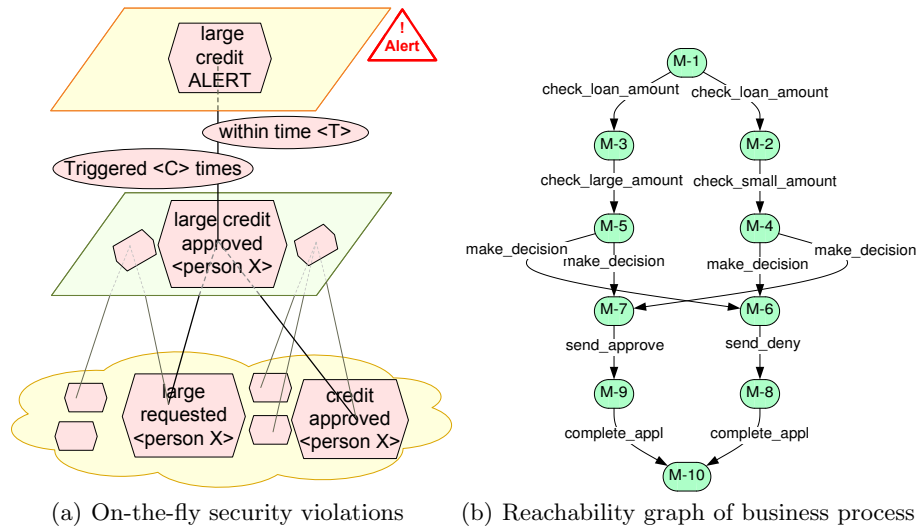 large
credit
ALERT
!
Alert
within time <T>
Triggered <C> times
large credit
approved
<person X>
large
requested
<person X>
credit
approved
<person X>
(a) On-the-fly security violations
M-1
check_loan_amount
check_loan_amount
M-3
M-2
check_large_amount
check_small_amount
M-5
M-4
make_decision
make_decision
make_decision
make_decision
M-7
M-6
send_approve
send_deny
M-9
M-8
complete_appl
complete_appl
M-10
(b) Reachability graph of business process